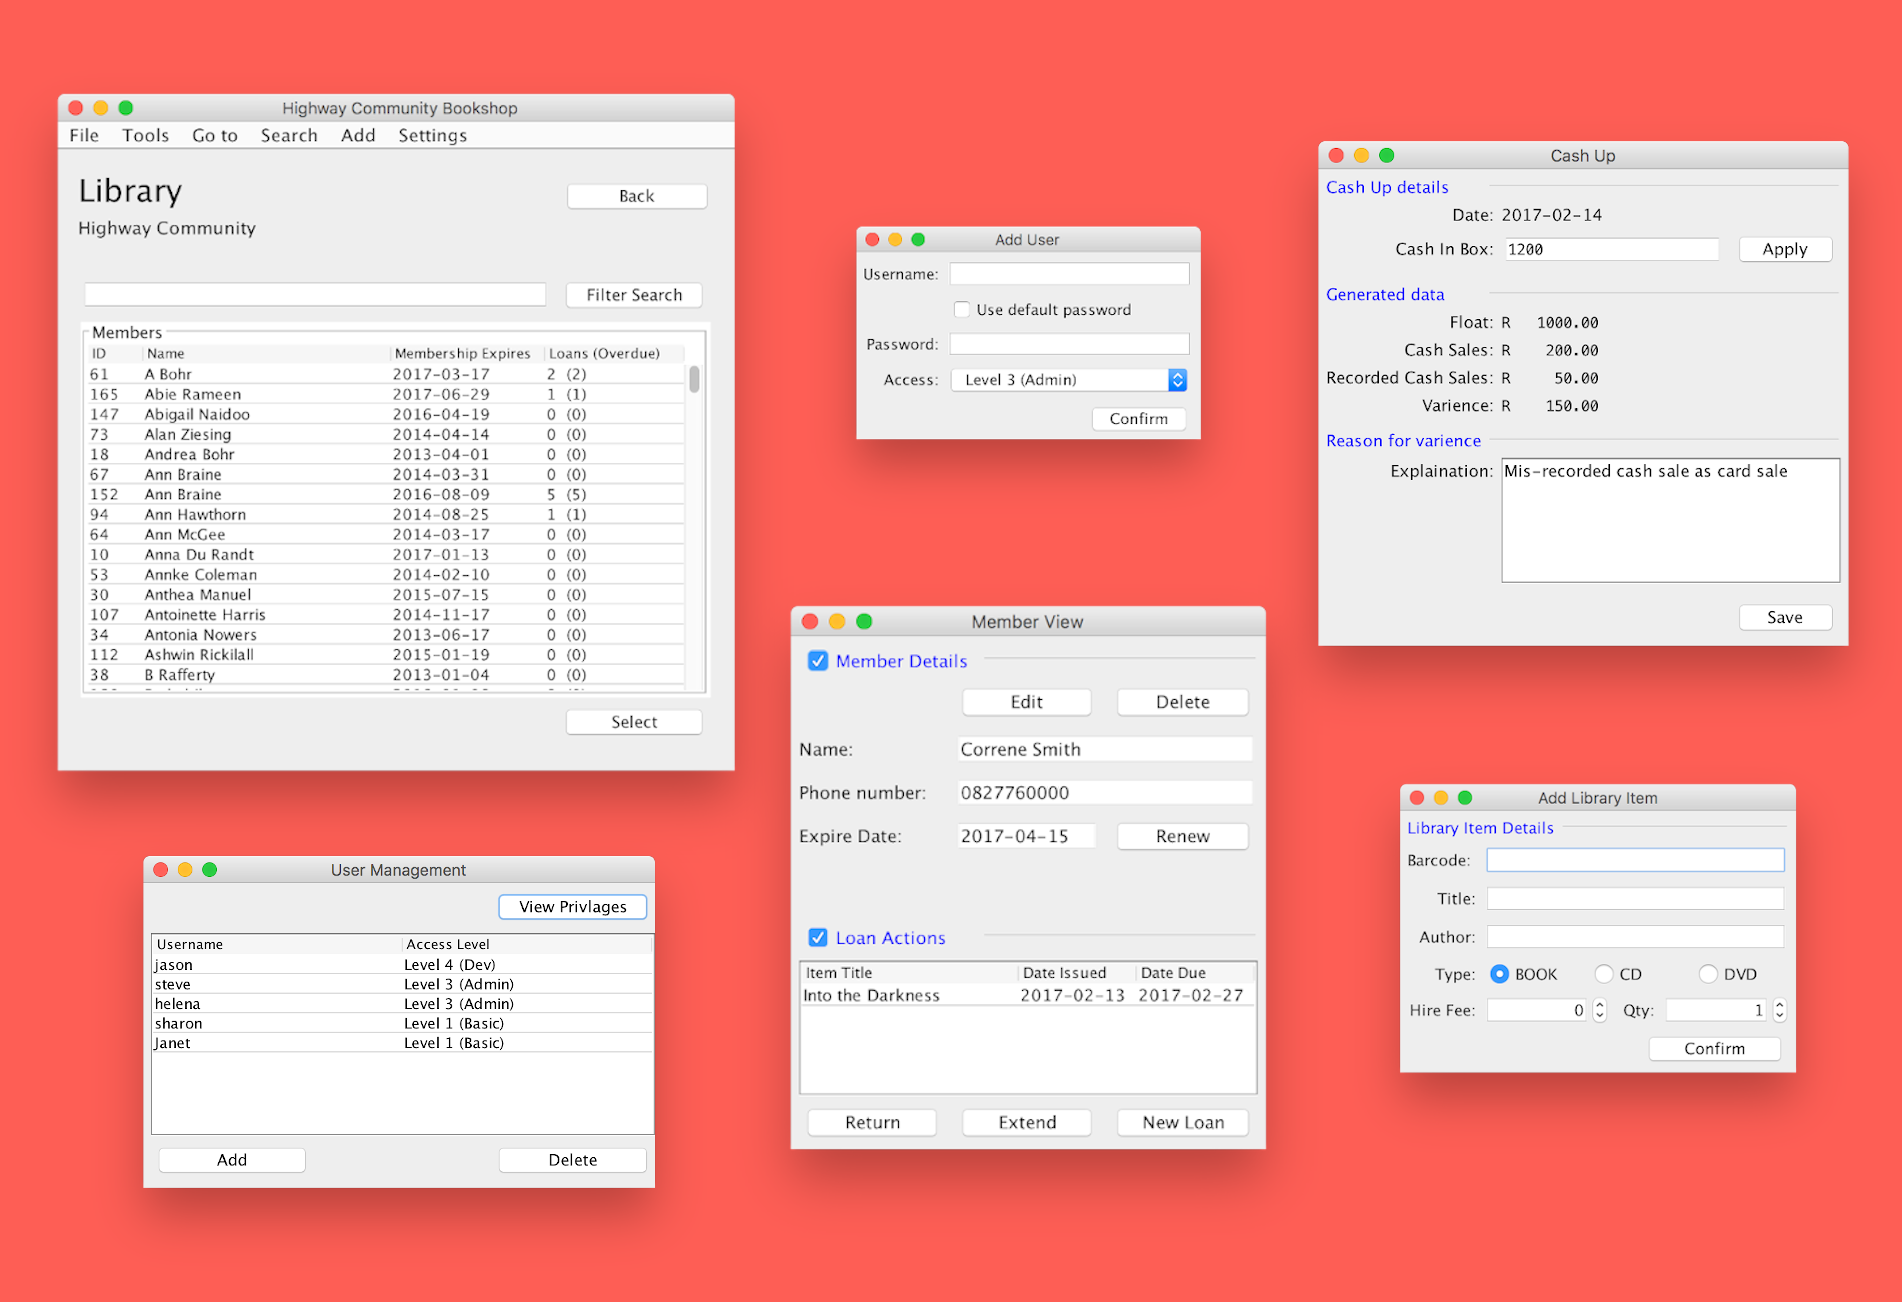 Highway Community Bookshop
File Tools Go to Search Add Settings
Library
Back
Highway Community
Filter Search
Members
ID Name Membership Expires Loans (Overdue)
61 A Bohr 2017-03-17 2 (2)
165 Abie Rameen 2017-06-29 1 (1)
147 Abigail Naidoo 2016-04-19 0 (0)
73 Alan Ziesing 2014-04-14 0 (0)
18 Andrea Bohr 2013-04-01 0 (0)
67 Ann Braine 2014-03-31 0 (0)
152 Ann Braine 2016-08-09 5 (5)
94 Ann Hawthorn 2014-08-25 1 (1)
64 Ann McGee 2014-03-17 0 (0)
10 Anna Du Randt 2017-01-13 0 (0)
53 Annke Coleman 2014-02-10 0 (0)
30 Anthea Manuel 2015-07-15 0 (0)
107 Antoinette Harris 2014-11-17 0 (0)
34 Antonia Nowers 2013-06-17 0 (0)
112 Ashwin Rickilall 2015-01-19 0 (0)
38 B Rafferty 2013-01-04 0 (0)
Select
Add User
Username:
Use default password
Password:
Access: Level 3 (Admin)
Confirm
Cash Up
Cash Up details
Date: 2017-02-14
Cash In Box: 1200 Apply
Generated data
Float: R 1000.00
Cash Sales: R 200.00
Recorded Cash Sales: R 50.00
Varience: R 150.00
Reason for varience
Explaination: Mis-recorded cash sale as card sale
Save
Member View
Member Details
Edit Delete
Name: Correne Smith
Phone number: 0827760000
Expire Date: 2017-04-15 Renew
Loan Actions
Item Title Date Issued Date Due
Into the Darkness 2017-02-13 2017-02-27
Return Extend New Loan
User Management
View Privlages
Username Access Level
jason Level 4 (Dev)
steve Level 3 (Admin)
helena Level 3 (Admin)
sharon Level 1 (Basic)
Janet Level 1 (Basic)
Add Delete
Add Library Item
Library Item Details
Barcode:
Title:
Author:
Type: BOOK CD DVD
Hire Fee: 0 Qty: 1
Confirm